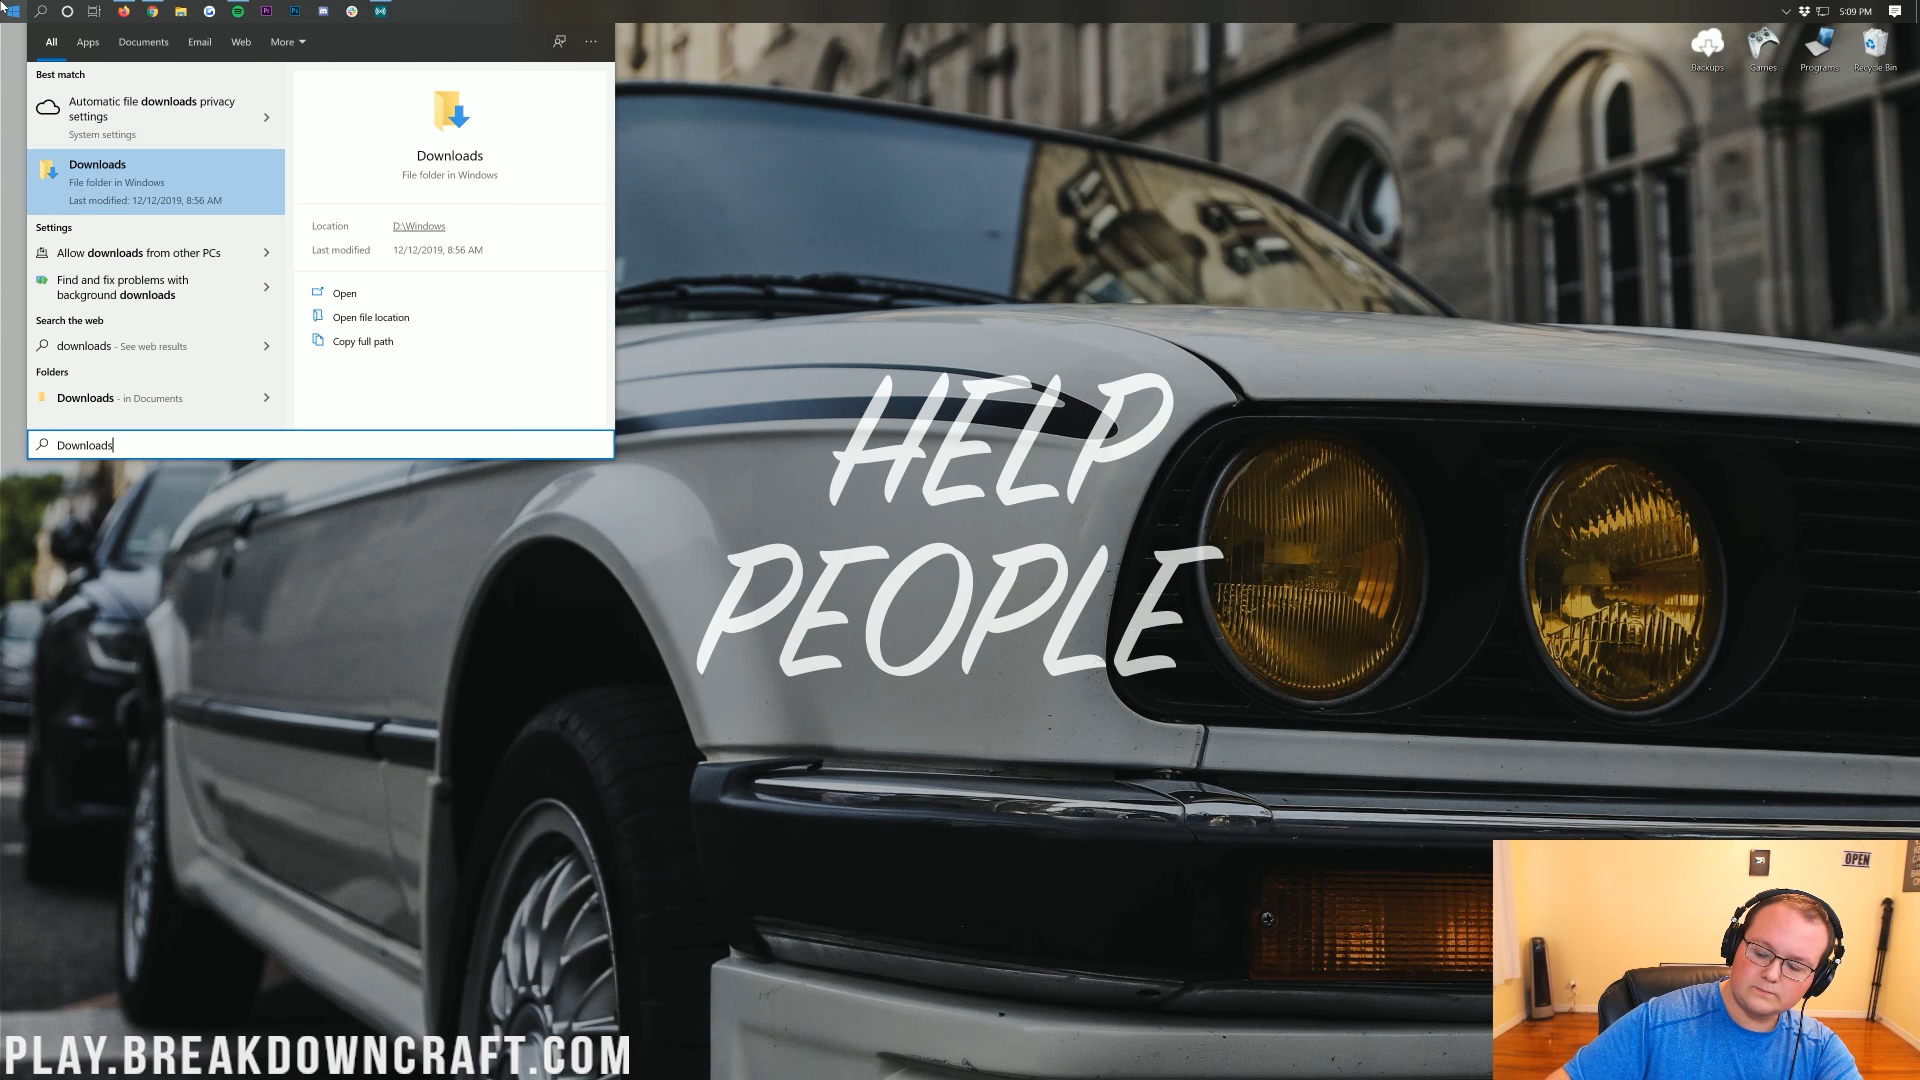 5:09 PM
All Apps Documents Email Web More
Backups Games Programs Recycle Bin
Best match
Automatic file downloads privacy
settings
System settings
Downloads
File folder in Windows
Last modified: 12/12/2019, 8:56 AM
Settings
Allow downloads from other PCs
Find and fix problems with
background downloads
Search the web
downloads - See web results
Folders
Downloads - in Documents
Downloads
Downloads
File folder in Windows
Location D:\Windows
Last modified 12/12/2019, 8:56 AM
Open
Open file location
Copy full path
HELP
PEOPLE
OPEN
PLAY.BREAKDOWNCRAFT.COM